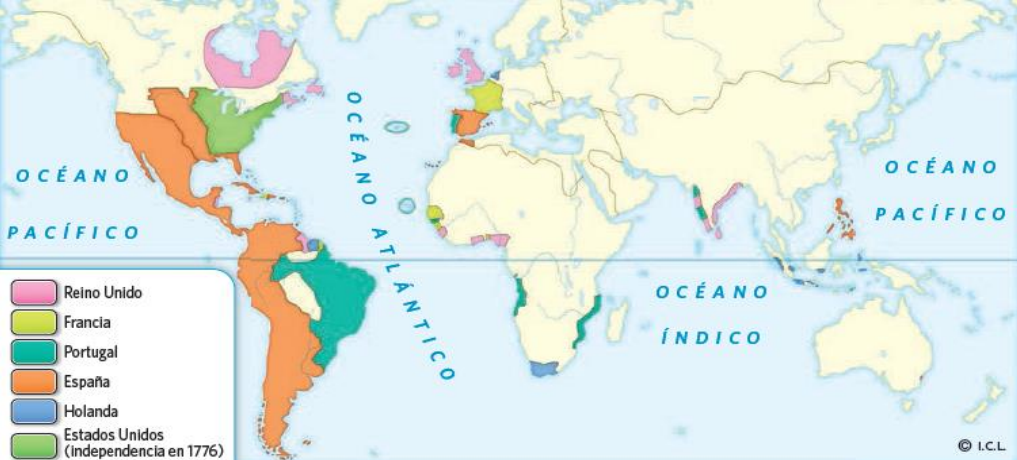 OCÉANO
PACÍFICO
OCÉANO ATLÁNTICO
OCÉANO
ÍNDICO
OCÉANO
PACÍFICO
Reino Unido
Francia
Portugal
España
Holanda
Estados Unidos
(independencia en 1776)
© I.C.L.